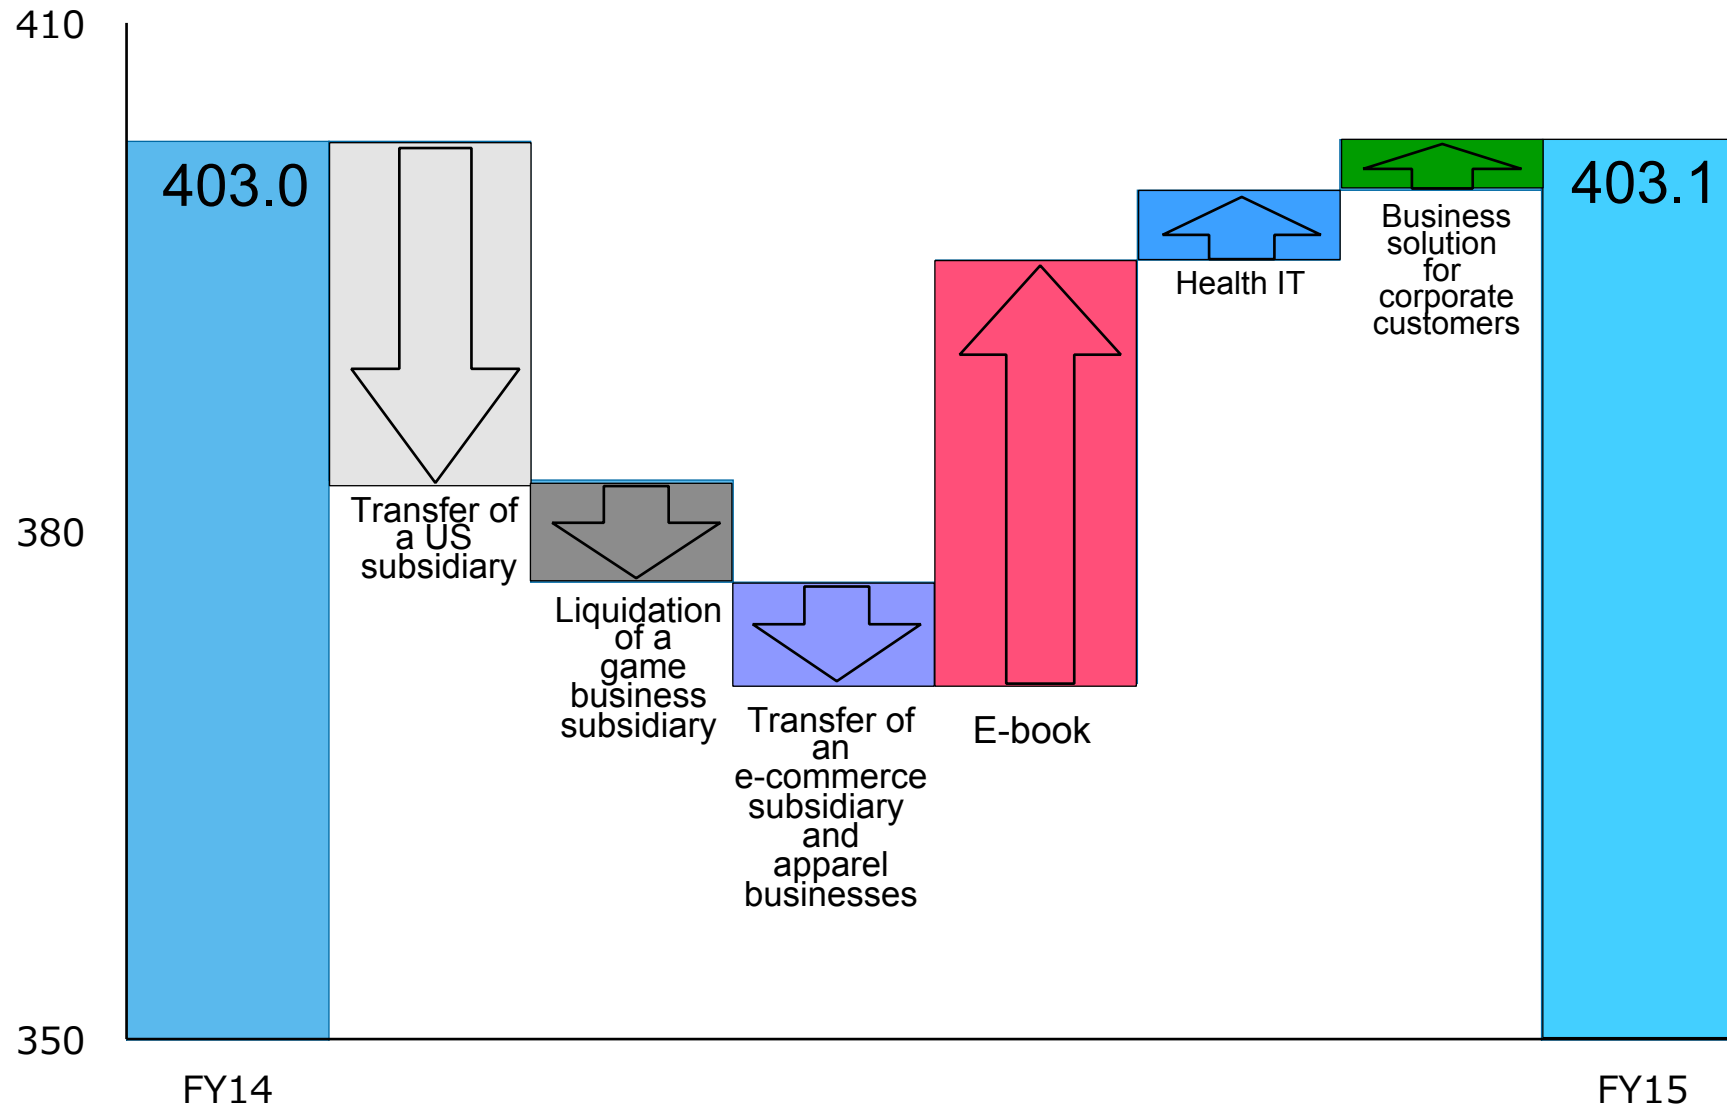 410
380
350
403.0
Transfer of
a US
subsidiary
Liquidation
of a
game
business
subsidiary
Transfer of
an
e-commerce
subsidiary
and
apparel
businesses
E-book
Health IT
Business
solution
for
corporate
customers
403.1
FY14
FY15